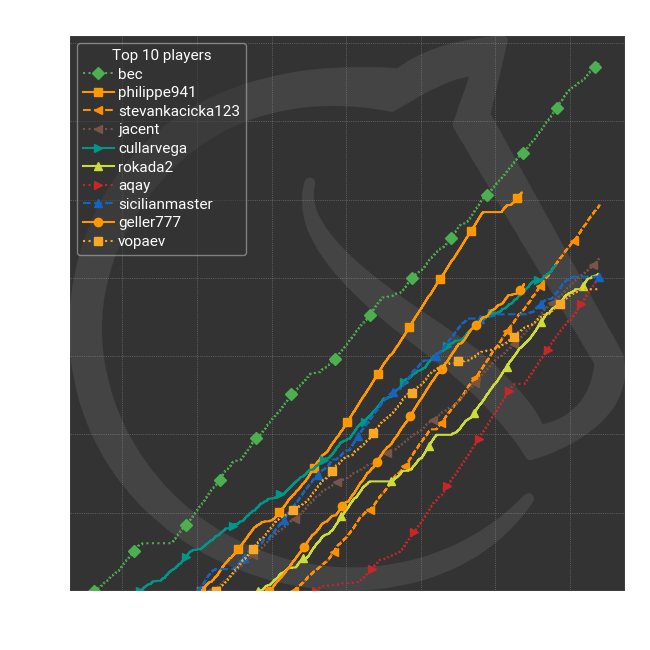 Top 10 players
bec
philippe941
stevankacicka123
jacent
cullarvega
rokada2
aqay
sicilianmaster
geller777
vopaev